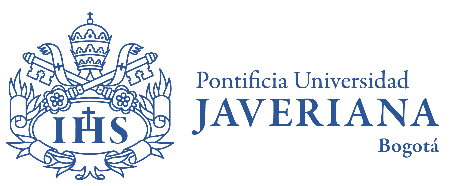 IHS
Pontificia Universidad
JAVERIANA
Bogotá